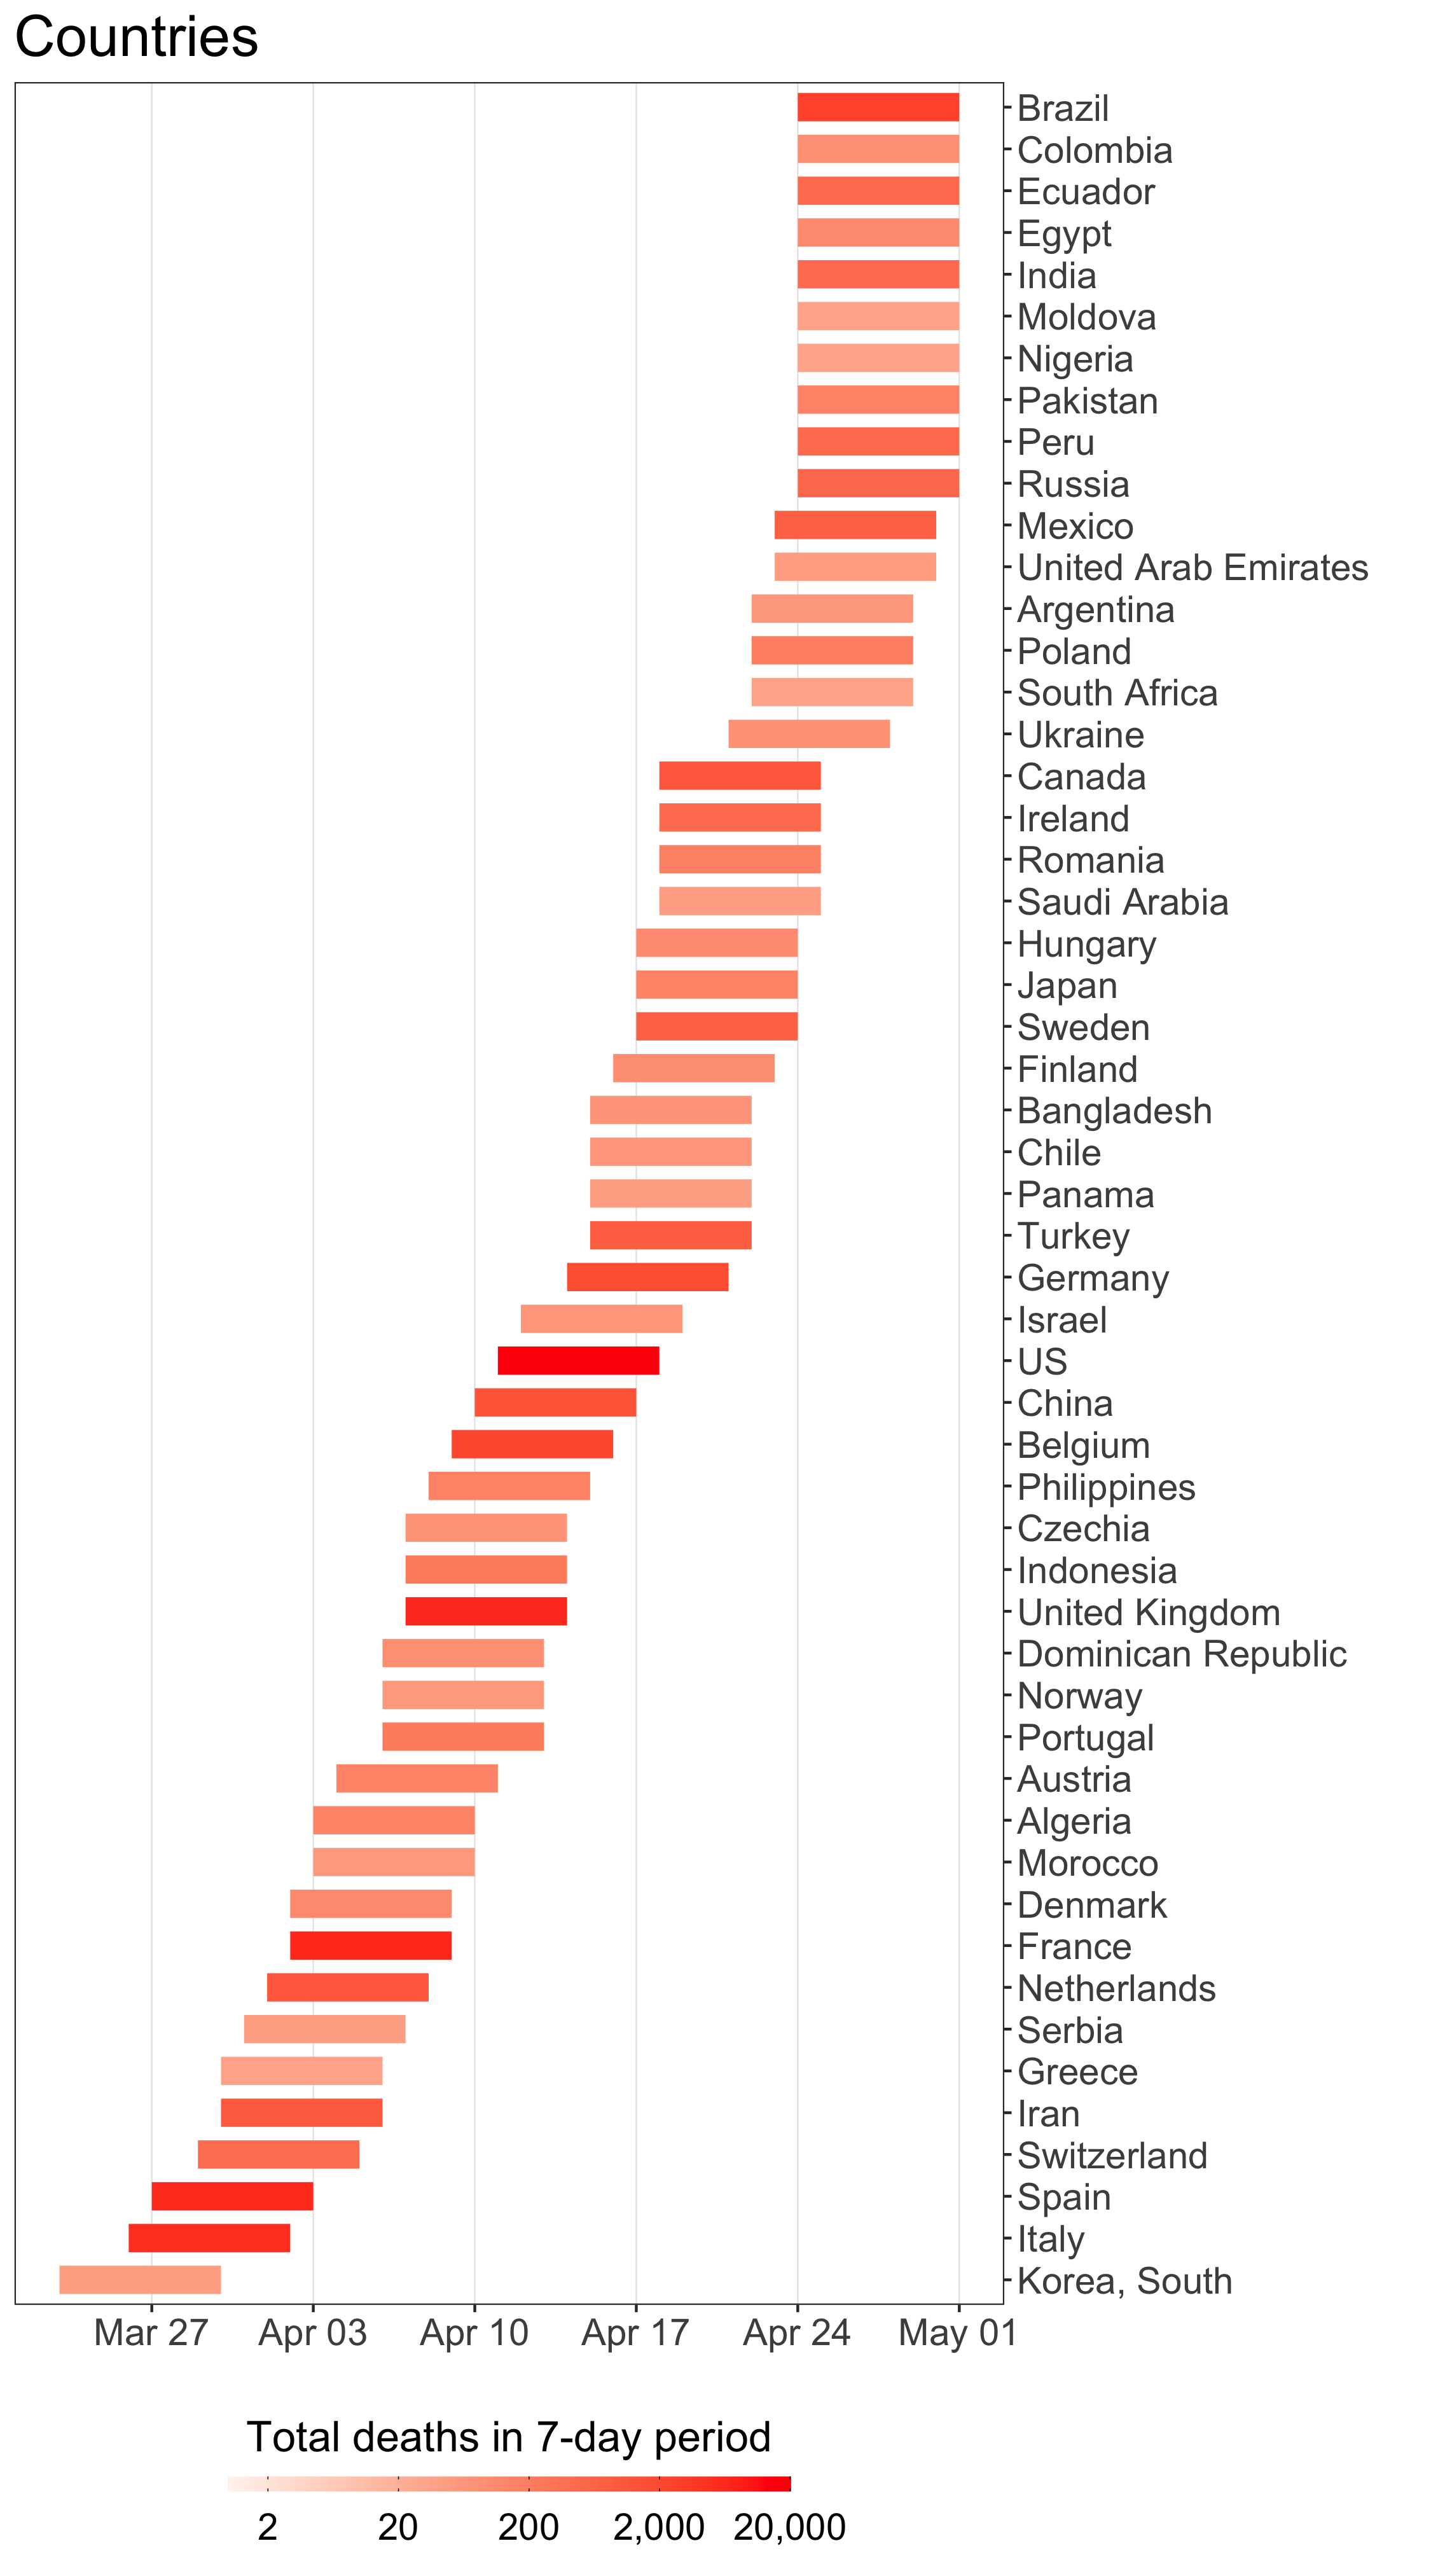 Countries
Brazil
Colombia
Ecuador
Egypt
India
Moldova
Nigeria
Pakistan
Peru
Russia
Mexico
United Arab Emirates
Argentina
Poland
South Africa
Ukraine
Canada
Ireland
Romania
Saudi Arabia
Hungary
Japan
Sweden
Finland
Bangladesh
Chile
Panama
Turkey
Germany
Israel
US
China
Belgium
Philippines
Czechia
Indonesia
United Kingdom
Dominican Republic
Norway
Portugal
Austria
Algeria
Morocco
Denmark
France
Netherlands
Serbia
Greece
Iran
Switzerland
Spain
Italy
Korea, South
Mar 27 Apr 03 Apr 10 Apr 17 Apr 24 May 01
Total deaths in 7-day period
2 20 200 2,000 20,000